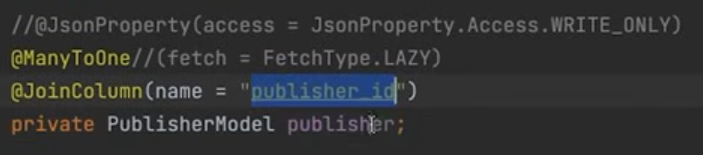 //@JsonProperty(access = JsonProperty.Access.WRITE_ONLY)
@ManyToOne//(fetch = FetchType.LAZY)
@JoinColumn(name = "publisher_id")
private PublisherModel publisher;